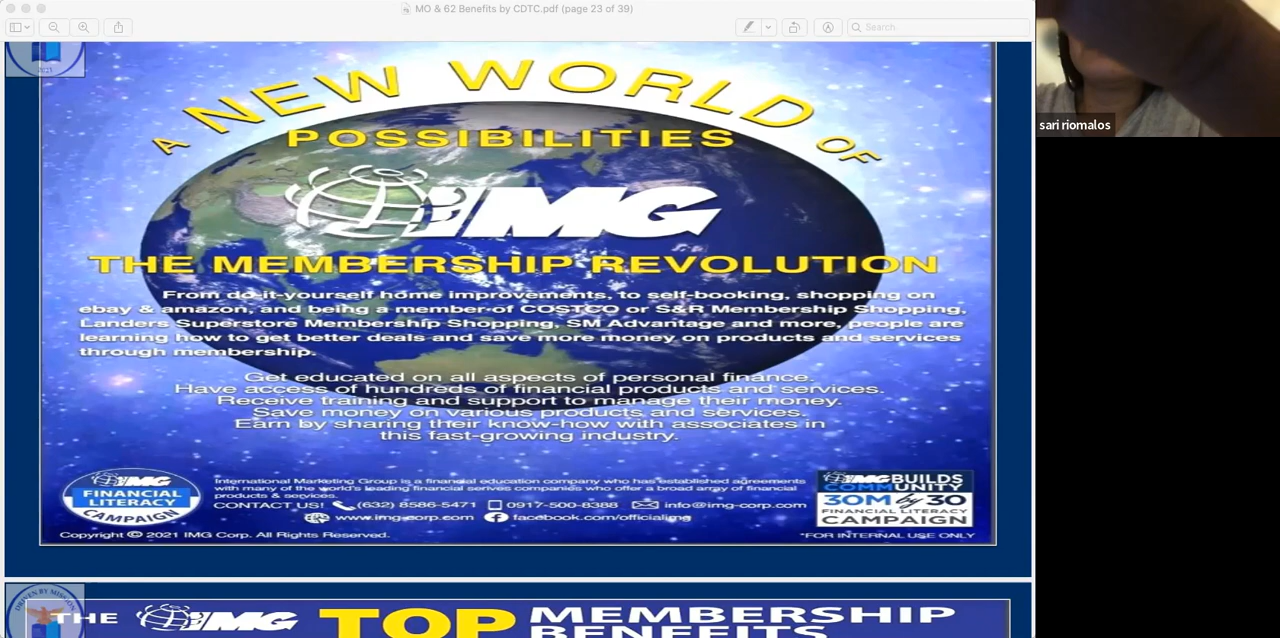 MO & 62 Benefits by CDTC.pdf (page 23 of 39)
Search
A NEW WORLD OF
POSSIBILITIES
IMG
THE MEMBERSHIP REVOLUTION
From do-it-yourself home improvements, to self-booking, shopping on
ebay & amazon, and being a member of COSTCO or S&R Membership Shopping,
Landers Superstore Membership Shopping, SM Advantage and more, people are
learning how to get better deals and save more money on products and services
through membership.
Get educated on all aspects of personal finance.
Have access of hundreds of financial products and services.
Receive training and support to manage their money.
Save money on various products and services.
Earn by sharing their know-how with associates in
this fast-growing industry.
IMG
FINANCIAL
LITERACY
CAMPAIGN
International Marketing Group is a financial education company who has established agreements
with many of the world's leading financial serives companies who offer a broad array of financial
products & services.
CONTACT US! (632) 8586-5471 0917-500-8388 info@img-corp.com
www.img-corp.com facebook.com/officialimg
IMG BUILDS
COMMUNITY
30M by 30
FINANCIAL LITERACY
CAMPAIGN
Copyright © 2021 IMG Corp. All Rights Reserved.
*FOR INTERNAL USE ONLY
DRIVEN BY MISSION
THE IMG TOP MEMBERSHIP
BENEFITS
sari riomalos